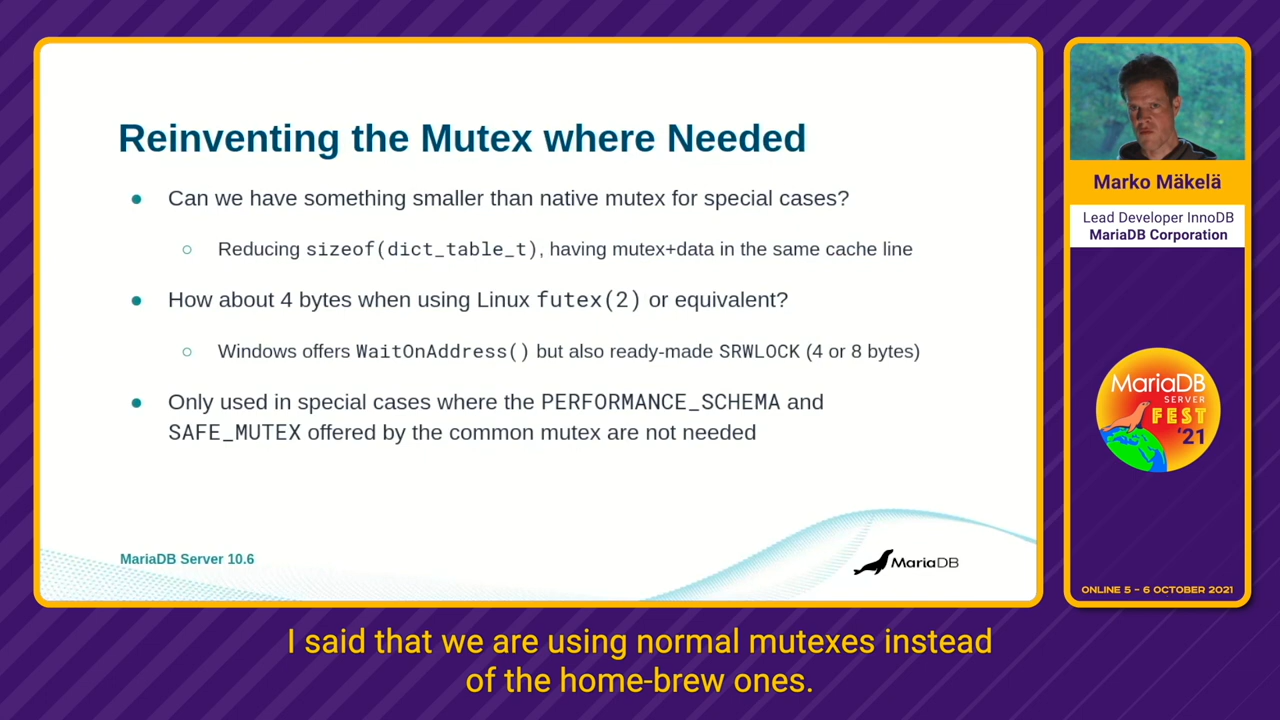 Reinventing the Mutex where Needed
Can we have something smaller than native mutex for special cases?
Reducing sizeof(dict_table_t), having mutex+data in the same cache line
How about 4 bytes when using Linux futex(2) or equivalent?
Windows offers WaitOnAddress() but also ready-made SRWLOCK (4 or 8 bytes)
Only used in special cases where the PERFORMANCE_SCHEMA and
SAFE_MUTEX offered by the common mutex are not needed
MariaDB Server 10.6
MariaDB
Marko Mäkelä
Lead Developer InnoDB
MariaDB Corporation
MariaDB
SERVER
FEST
'21
ONLINE 5 - 6 OCTOBER 2021
I said that we are using normal mutexes instead
of the home-brew ones.